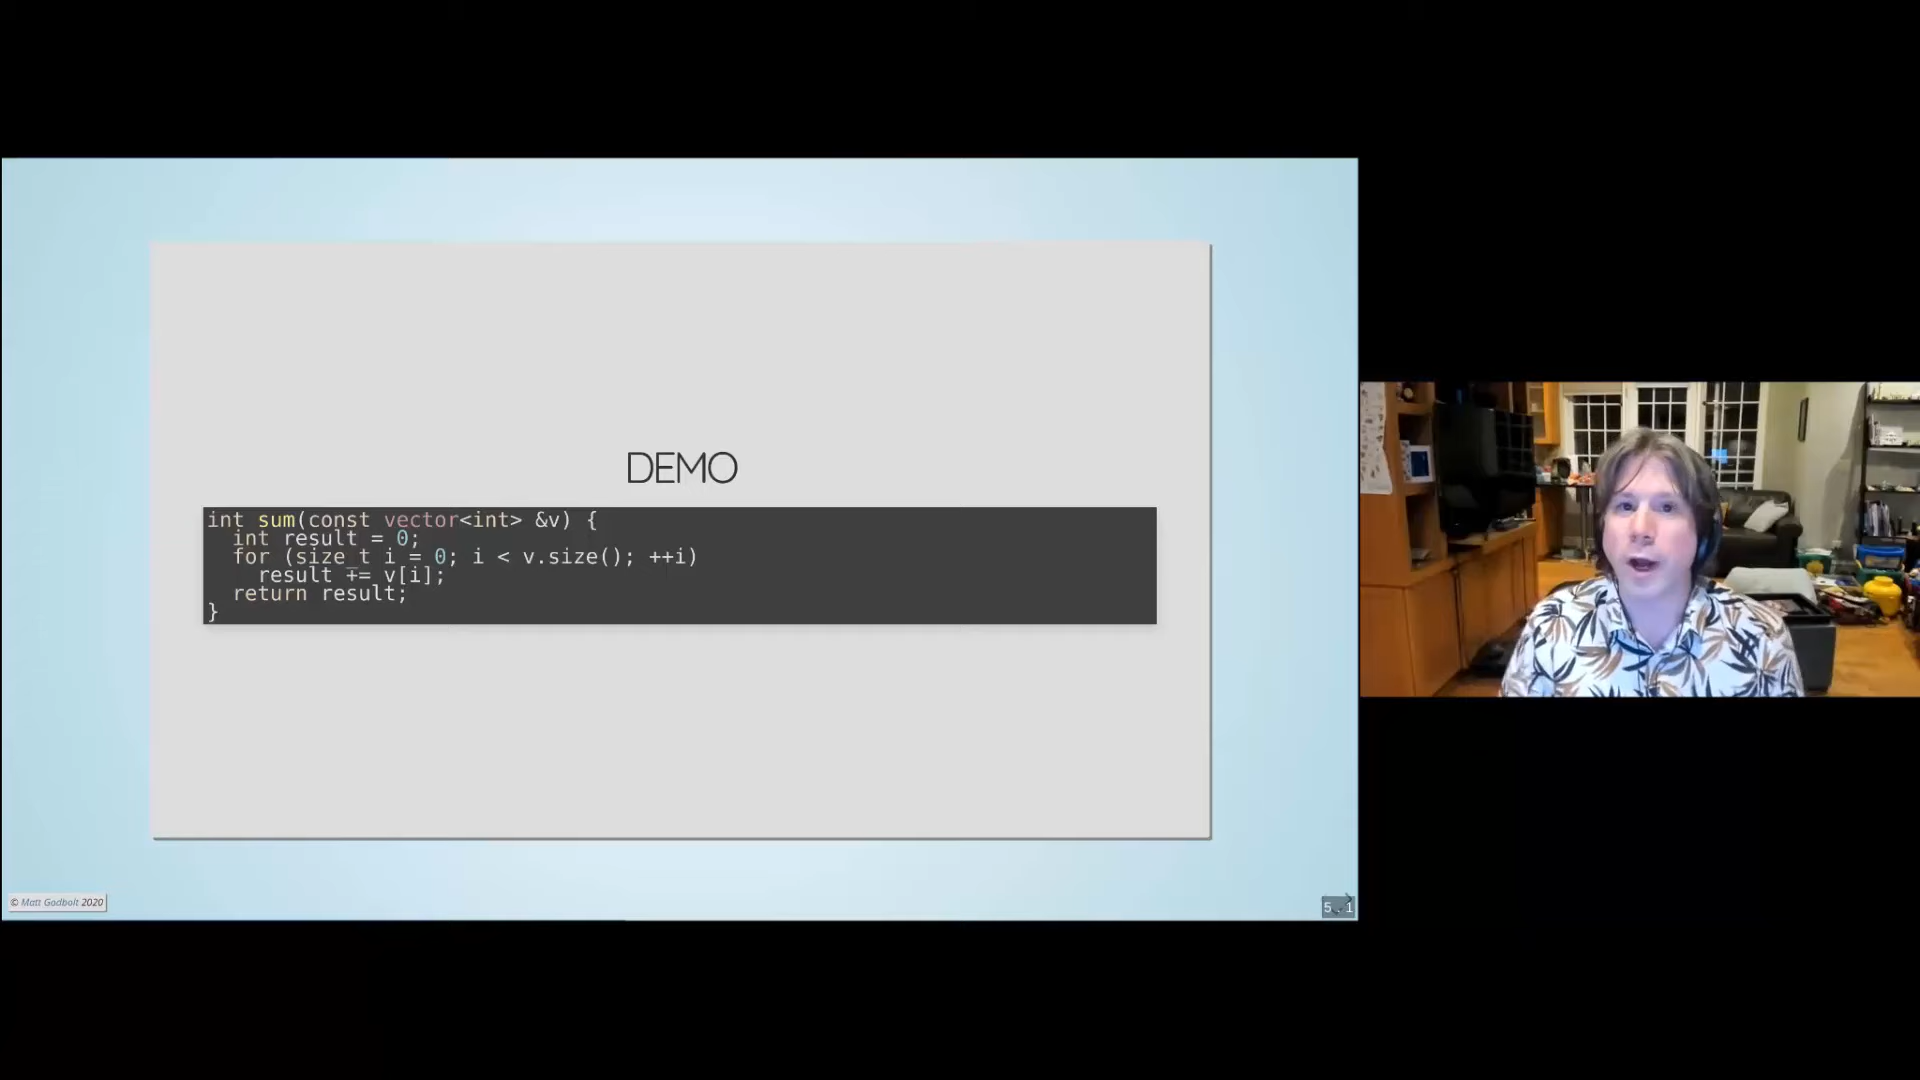 DEMO
int sum(const vector<int> &v) {
  int result = 0;
  for (size_t i = 0; i < v.size(); ++i)
    result += v[i];
  return result;
}
© Matt Godbolt 2020
5.1